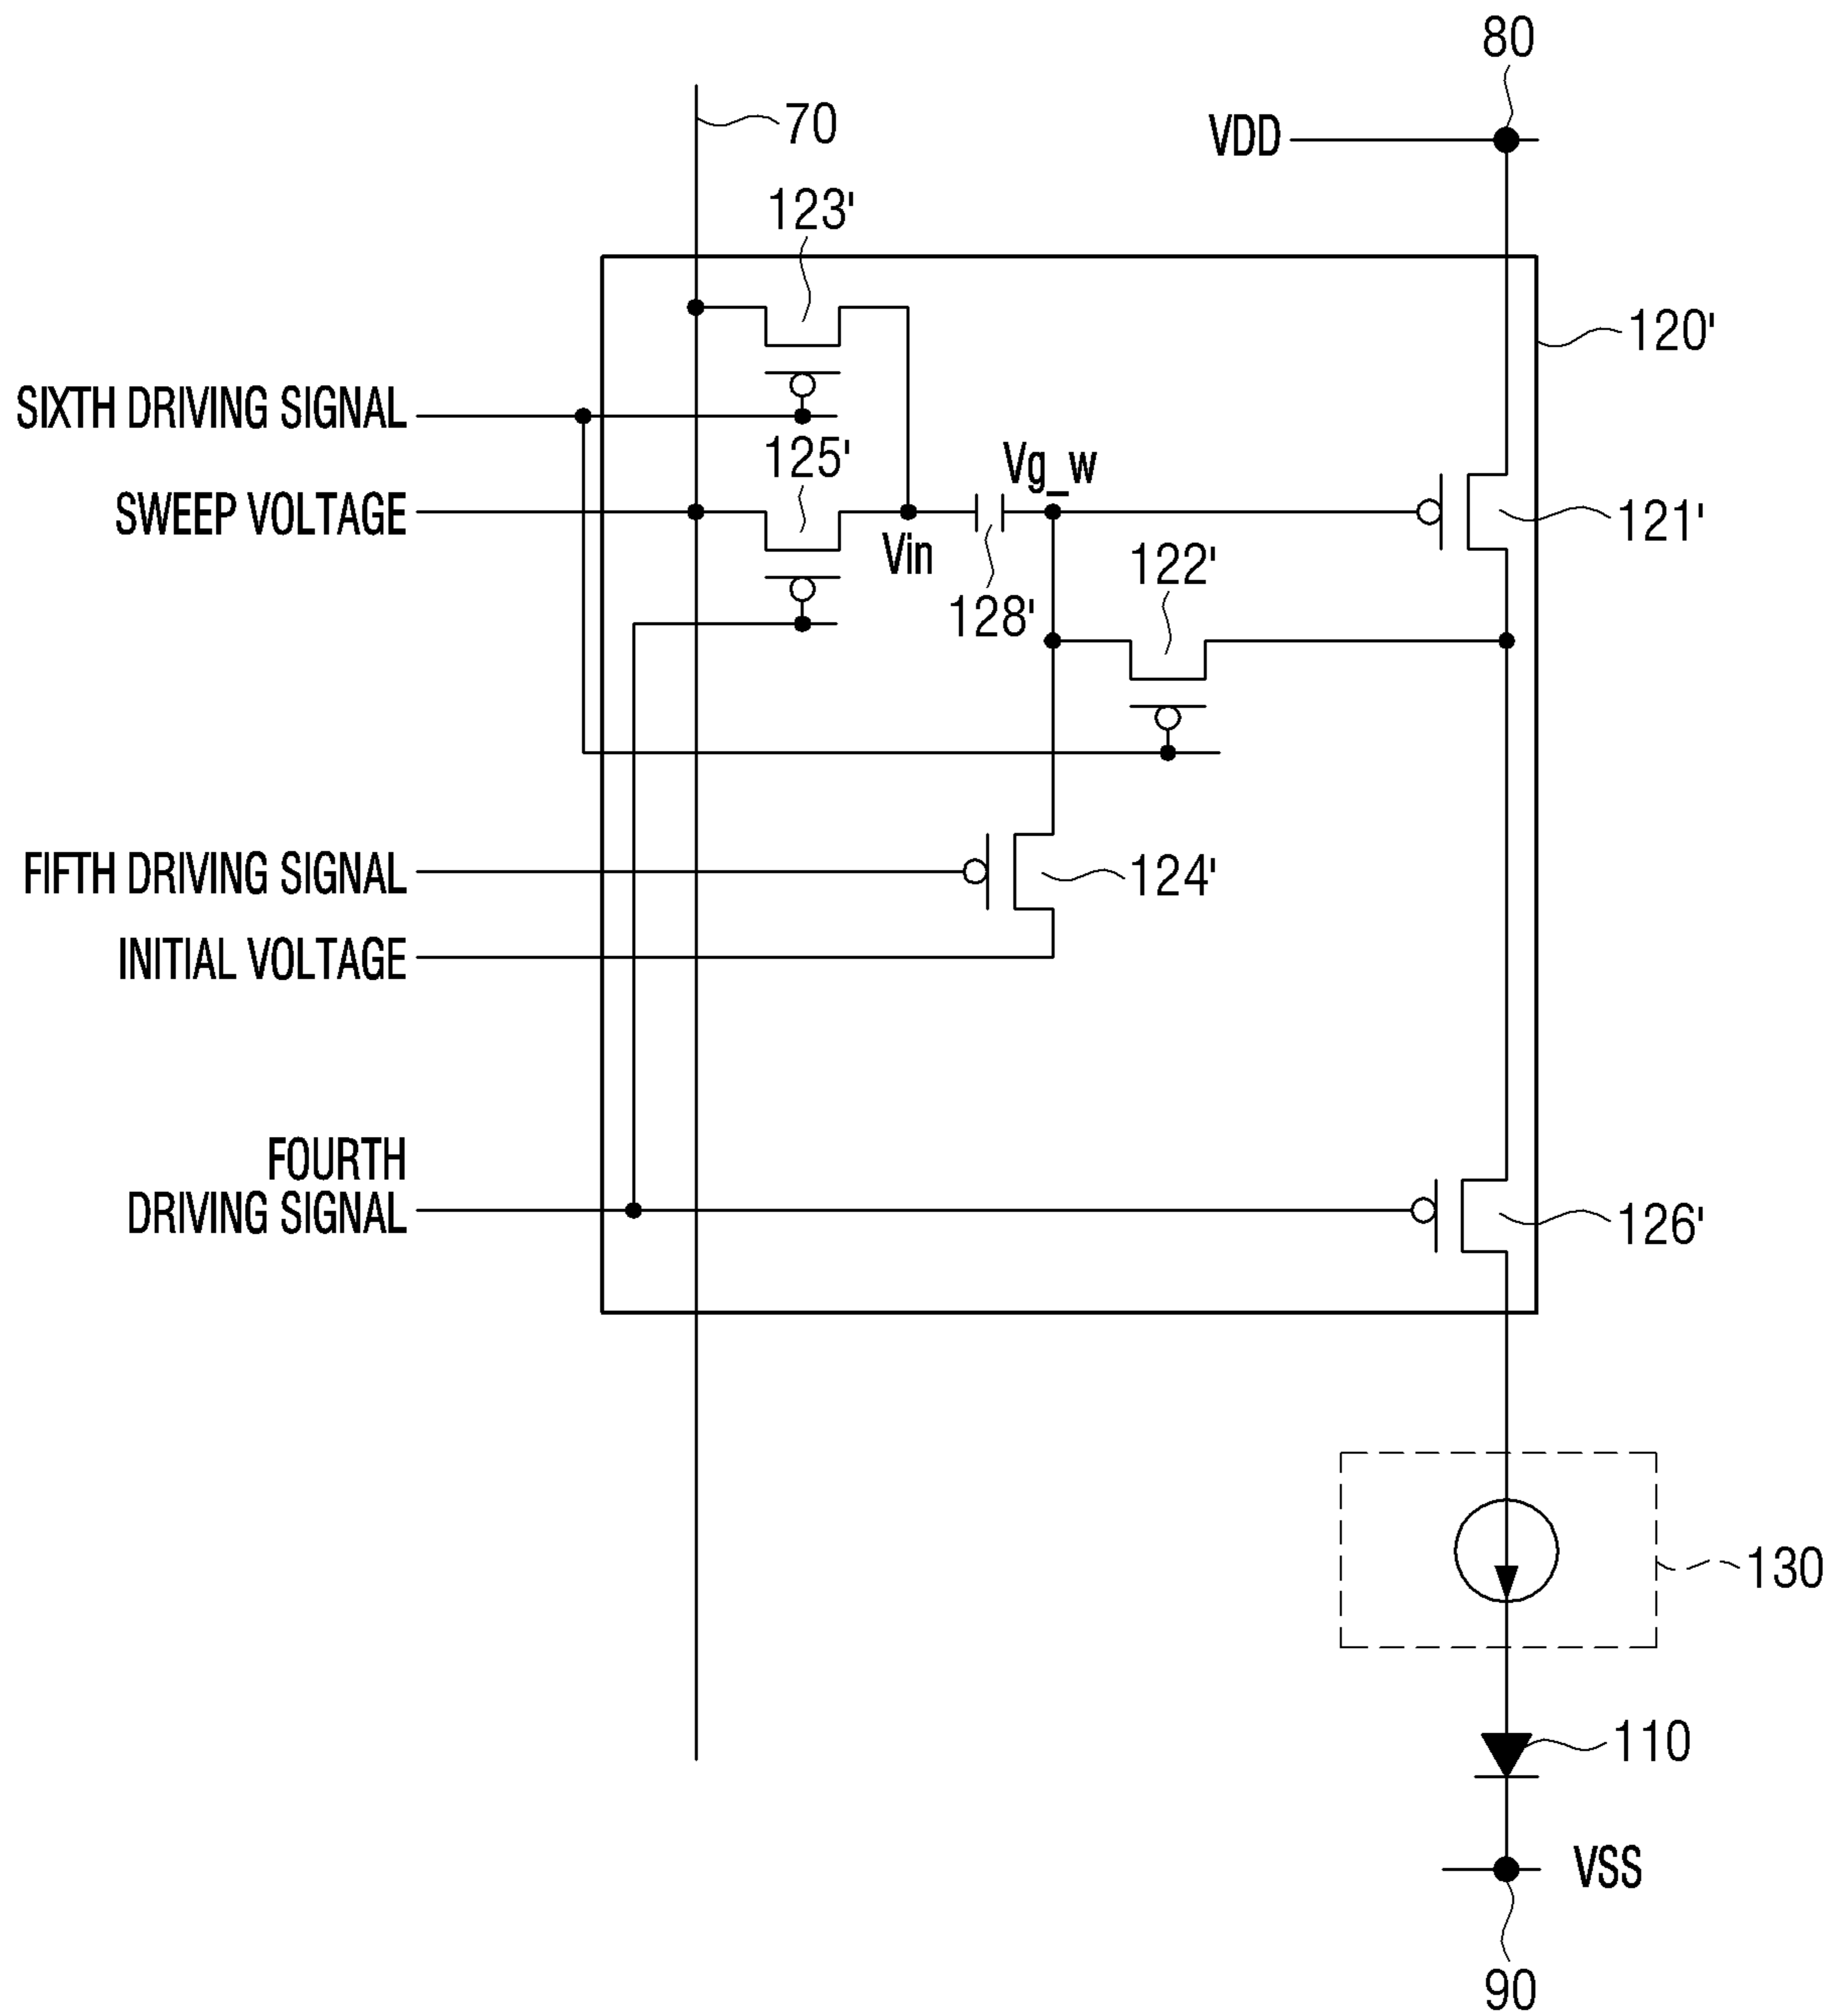 80
70
VDD
123'
120'
SIXTH DRIVING SIGNAL
125'
Vg_w
SWEEP VOLTAGE
121'
Vin
122'
128'
FIFTH DRIVING SIGNAL
124'
INITIAL VOLTAGE
FOURTH
DRIVING SIGNAL
126'
130
110
VSS
90